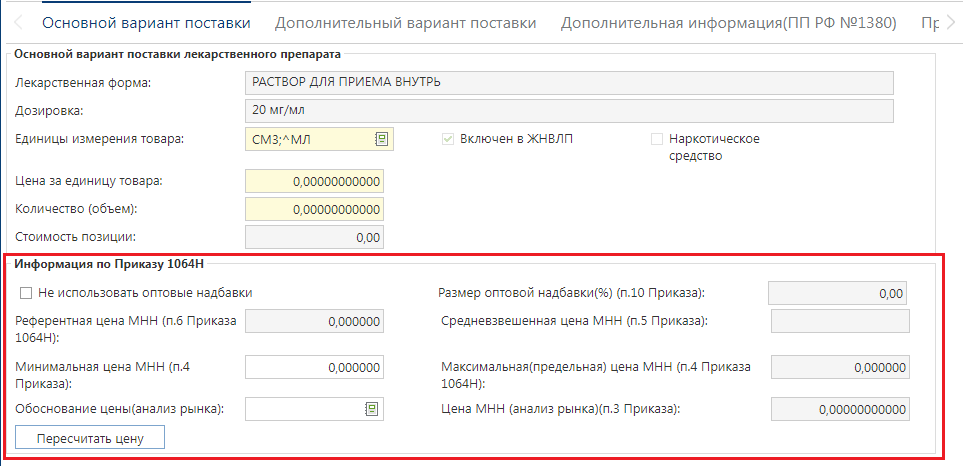 Основной вариант поставки Дополнительный вариант поставки Дополнительная информация(ПП РФ №1380) Пр
Основной вариант поставки лекарственного препарата
Лекарственная форма: РАСТВОР ДЛЯ ПРИЕМА ВНУТРЬ
Дозировка: 20 мг/мл
Единицы измерения товара: СМ3;^МЛ Включен в ЖНВЛП Наркотическое
средство
Цена за единицу товара: 0,00000000000
Количество (объем): 0,00000000000
Стоимость позиции: 0,00
Информация по Приказу 1064Н
Не использовать оптовые надбавки Размер оптовой надбавки(%) (п.10 Приказа): 0,00
Референтная цена МНН (п.6 Приказа 0,000000 Средневзвешенная цена МНН (п.5 Приказа):
1064Н):
Минимальная цена МНН (п.4 0,000000 Максимальная(предельная) цена МНН (п.4 Приказа 0,000000
Приказа): 1064Н):
Обоснование цены(анализ рынка): Цена МНН (анализ рынка)(п.3 Приказа): 0,00000000000
Пересчитать цену